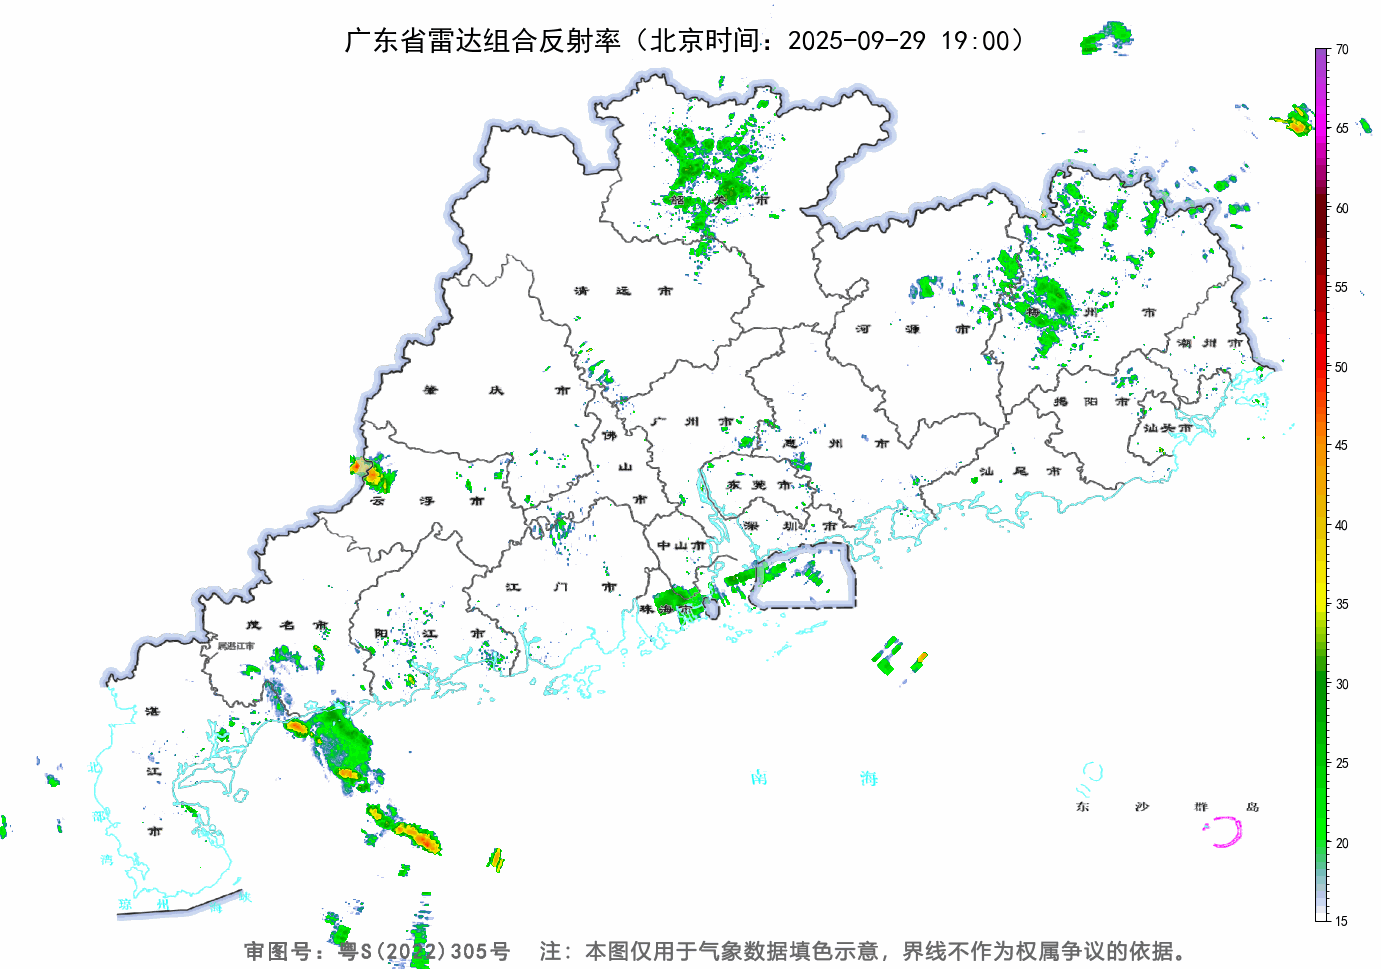 广东省雷达组合反射率（北京时间：2025-09-29 19:00）
70
65
60
55
50
45
40
35
30
25
20
15
韶关市
清远市
河源市
梅州市
潮州市
肇庆市
广州市
佛山市
惠州市
揭阳市
汕头市
汕尾市
云浮市
东莞市
深圳市
中山市
江门市
珠海市
茂名市
阳江市
属湛江市
湛江市
北部湾
南海
东沙群岛
琼州海峡
审图号：粤S(2022)305号 注：本图仅用于气象数据填色示意，界线不作为权属争议的依据。